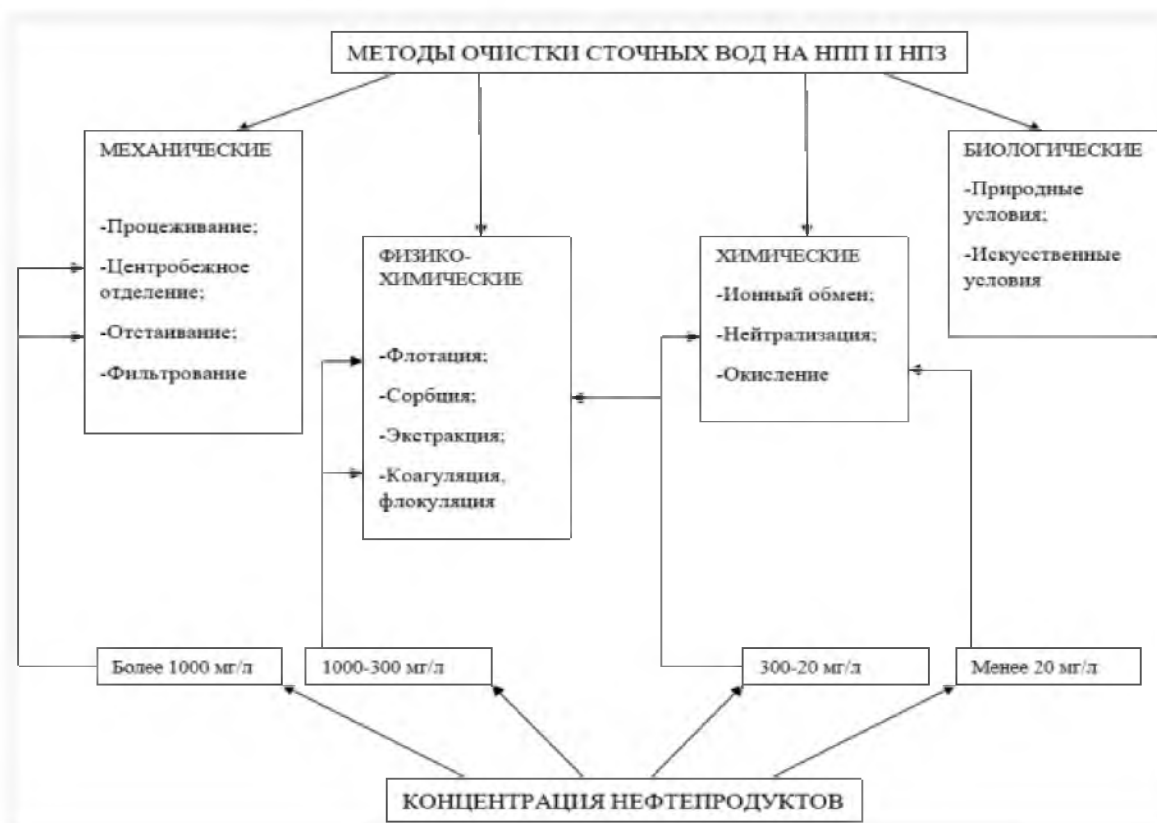 МЕТОДЫ ОЧИСТКИ СТОЧНЫХ ВОД НА НПП И НПЗ
МЕХАНИЧЕСКИЕ
-Процеживание;
-Центробежное
отделение;
-Отстаивание;
-Фильтрование
ФИЗИКО-
ХИМИЧЕСКИЕ
-Флотация;
-Сорбция;
-Экстракция;
-Коагуляция,
флокуляция
ХИМИЧЕСКИЕ
-Ионный обмен;
-Нейтрализация;
-Окисление
БИОЛОГИЧЕСКИЕ
-Природные
условия;
-Искусственные
условия
Более 1000 мг/л
1000-300 мг/л
300-20 мг/л
Менее 20 мг/л
КОНЦЕНТРАЦИЯ НЕФТЕПРОДУКТОВ